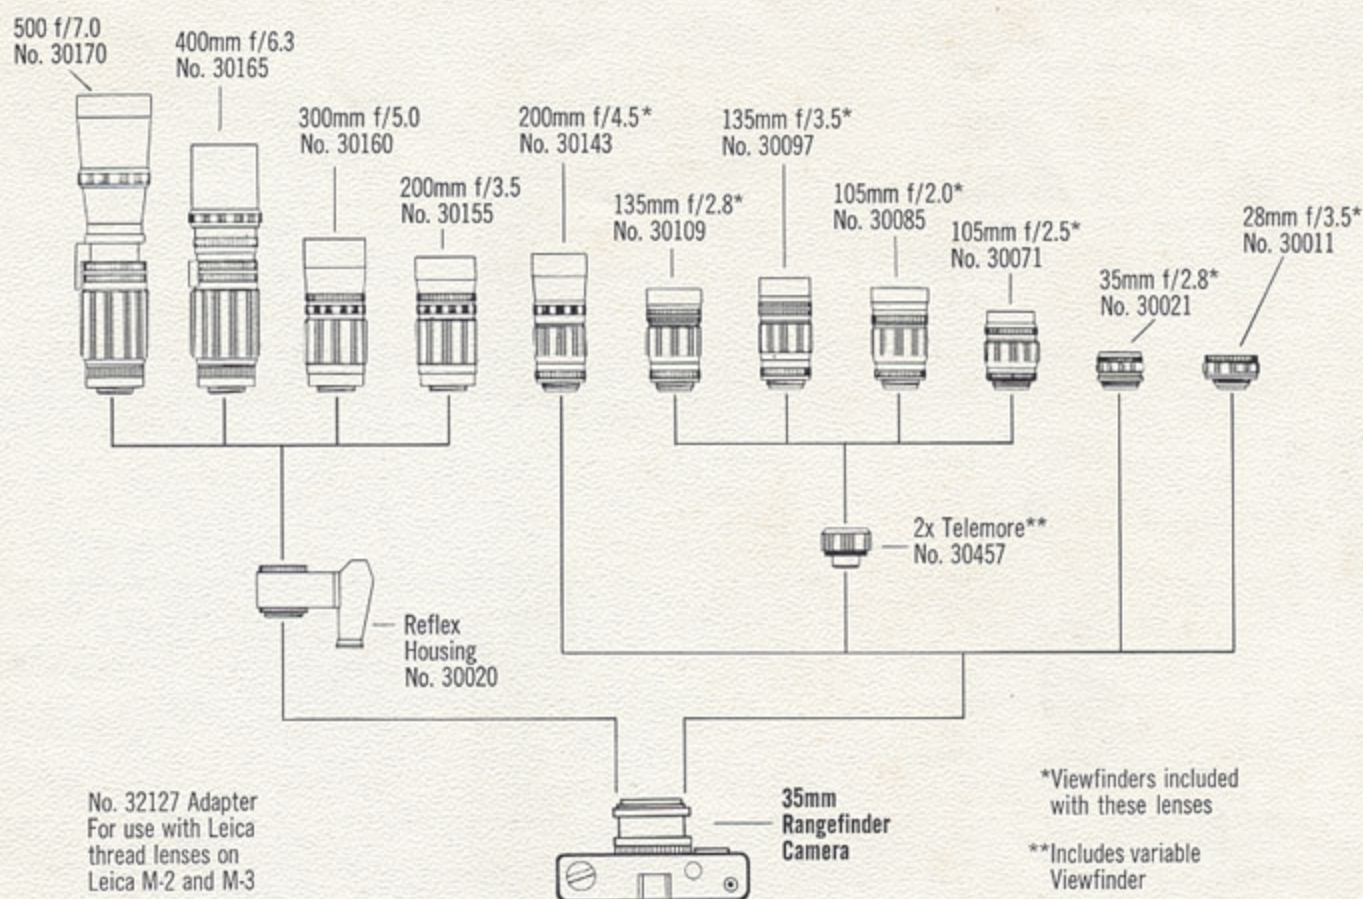 500 f/7.0
No. 30170
400mm f/6.3
No. 30165
300mm f/5.0
No. 30160
200mm f/3.5
No. 30155
200mm f/4.5*
No. 30143
135mm f/2.8*
No. 30109
135mm f/3.5*
No. 30097
105mm f/2.0*
No. 30085
105mm f/2.5*
No. 30071
35mm f/2.8*
No. 30021
28mm f/3.5*
No. 30011
2x Telemore**
No. 30457
Reflex
Housing
No. 30020
35mm
Rangefinder
Camera
No. 32127 Adapter
For use with Leica
thread lenses on
Leica M-2 and M-3
*Viewfinders included
with these lenses
**Includes variable
Viewfinder